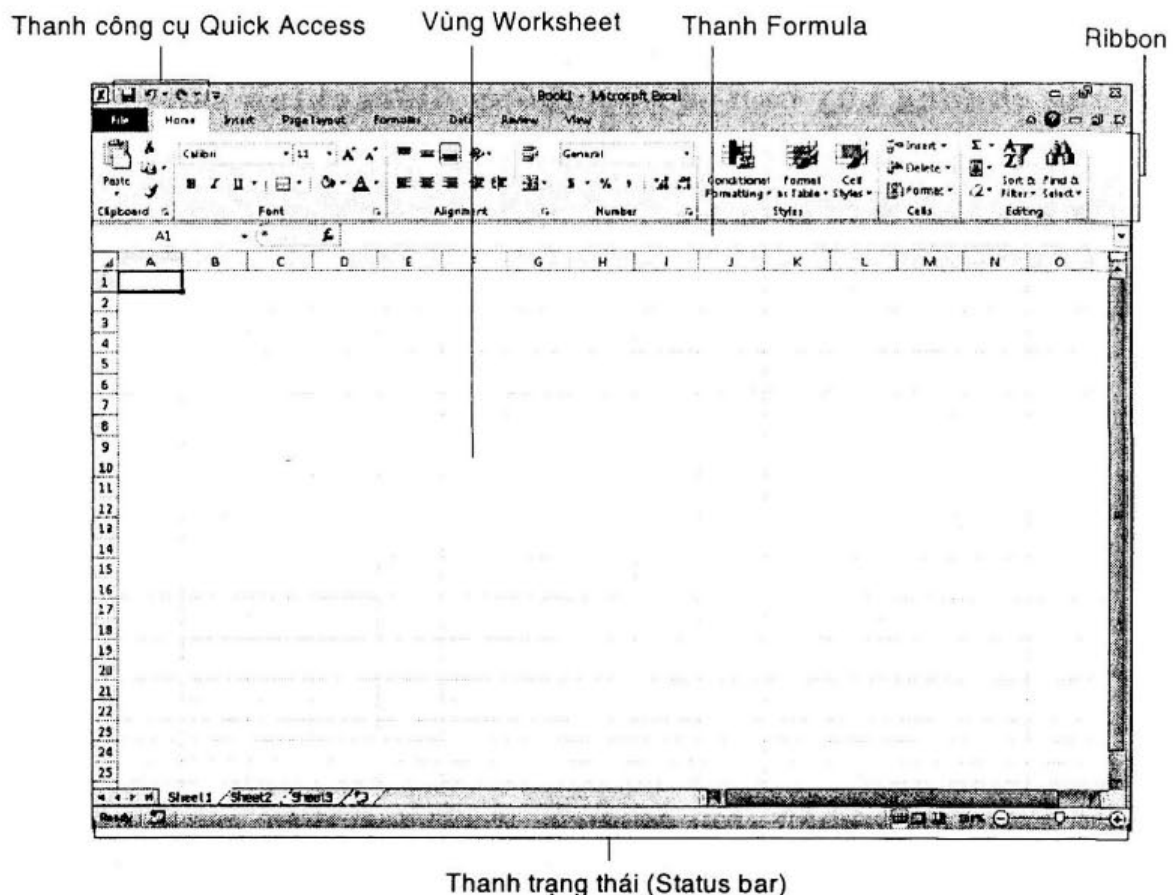 Thanh công cụ Quick Access
Vùng Worksheet
Thanh Formula
Ribbon
Book1 - Microsoft Excel
File Home Insert Page Layout Formulas Data Review View
Calibri 11 General Insert Σ
Paste Delete
B I U A $ % , Conditional Format Cell Format Sort & Find &
Formatting as Table Styles Filter Select
Clipboard Font Alignment Number Styles Cells Editing
A1 fx
A B C D E F G H I J K L M N O
1
2
3
4
5
6
7
8
9
10
11
12
13
14
15
16
17
18
19
20
21
22
23
24
25
Sheet1 Sheet2 Sheet3
Ready
Thanh trạng thái (Status bar)